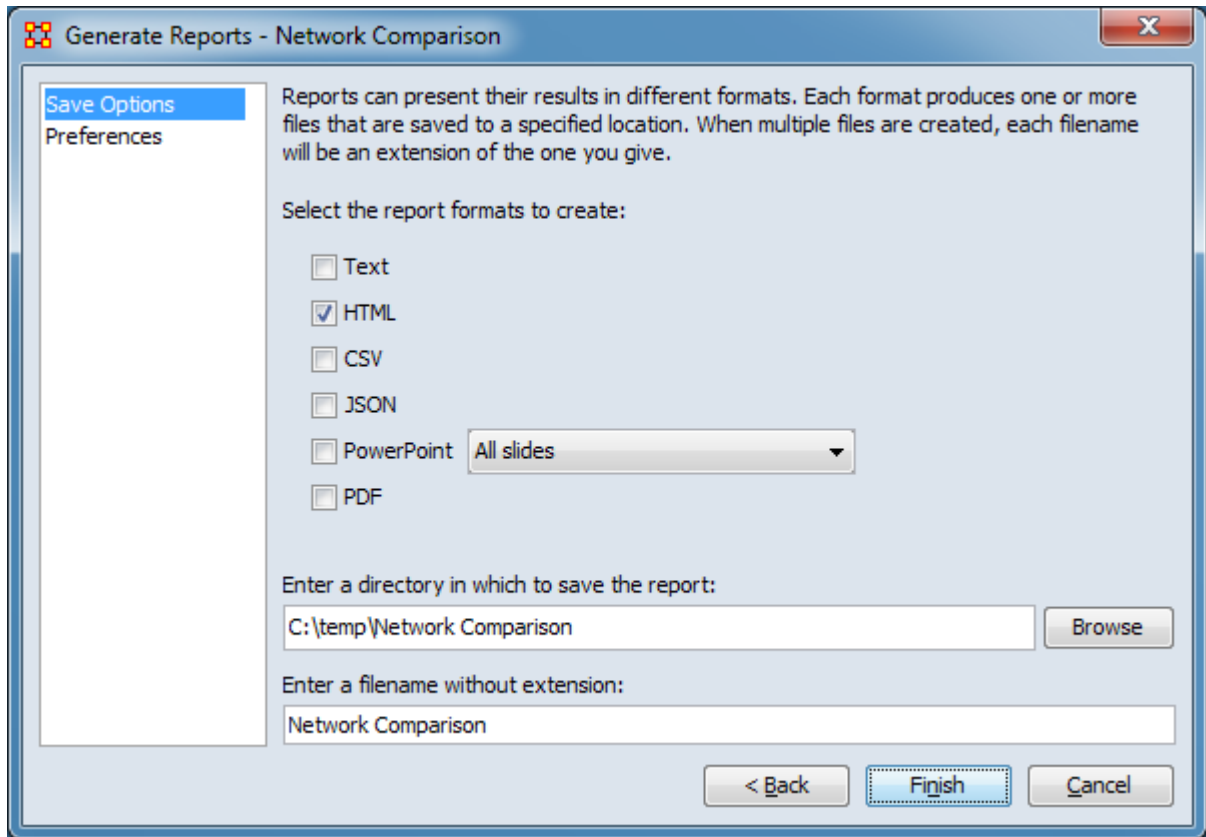 Generate Reports - Network Comparison
Save Options
Preferences
Reports can present their results in different formats. Each format produces one or more
files that are saved to a specified location. When multiple files are created, each filename
will be an extension of the one you give.
Select the report formats to create:
Text
HTML
CSV
JSON
PowerPoint All slides
PDF
Enter a directory in which to save the report:
C:\temp\Network Comparison Browse
Enter a filename without extension:
Network Comparison
< Back Finish Cancel